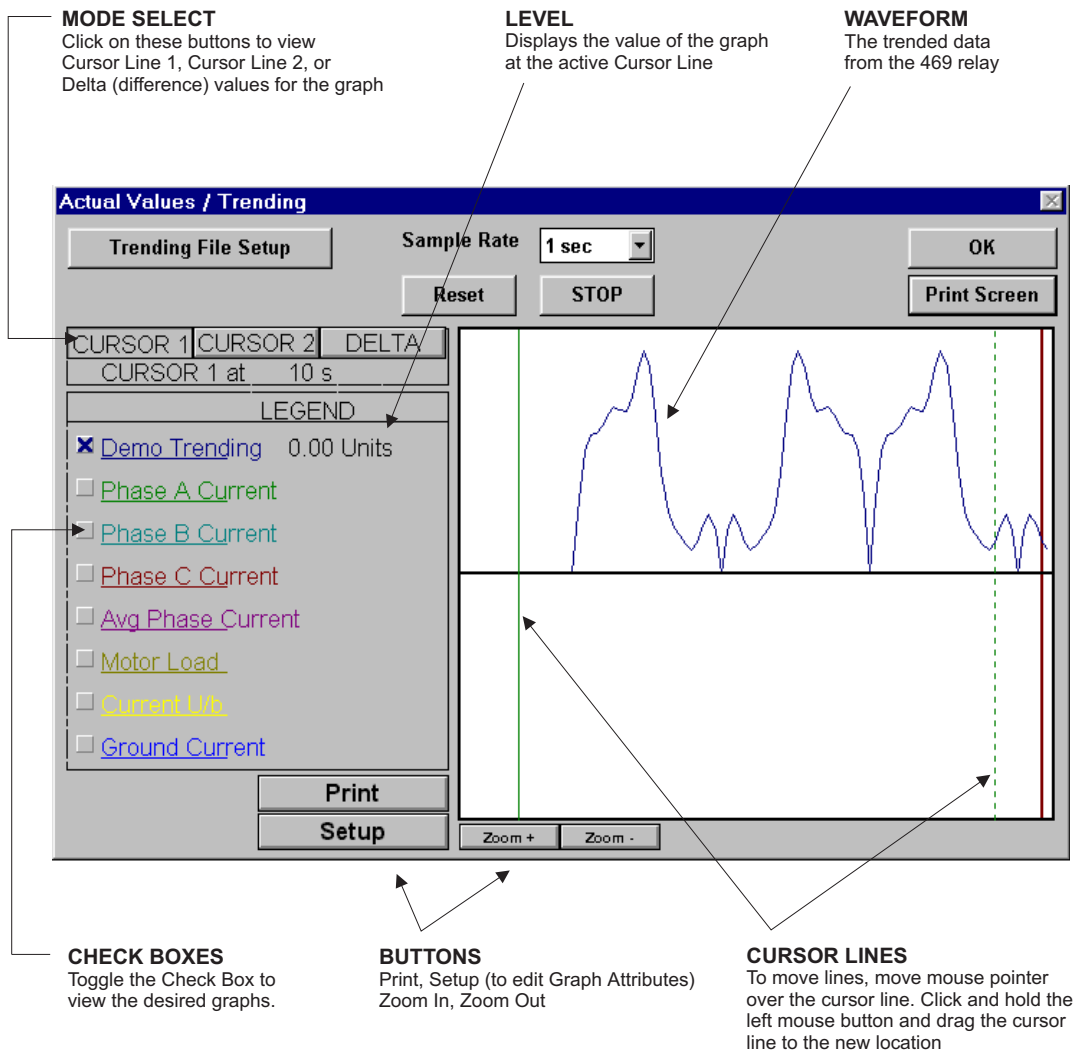 MODE SELECT
Click on these buttons to view
Cursor Line 1, Cursor Line 2, or
Delta (difference) values for the graph
LEVEL
Displays the value of the graph
at the active Cursor Line
WAVEFORM
The trended data
from the 469 relay
Actual Values / Trending
Trending File Setup
Sample Rate
1 sec
OK
Reset
STOP
Print Screen
CURSOR 1 CURSOR 2 DELTA
CURSOR 1 at 10 s
LEGEND
Demo Trending 0.00 Units
Phase A Current
Phase B Current
Phase C Current
Avg Phase Current
Motor Load
Current U/b
Ground Current
Print
Setup
Zoom +
Zoom -
CHECK BOXES
Toggle the Check Box to
view the desired graphs.
BUTTONS
Print, Setup (to edit Graph Attributes)
Zoom In, Zoom Out
CURSOR LINES
To move lines, move mouse pointer
over the cursor line. Click and hold the
left mouse button and drag the cursor
line to the new location